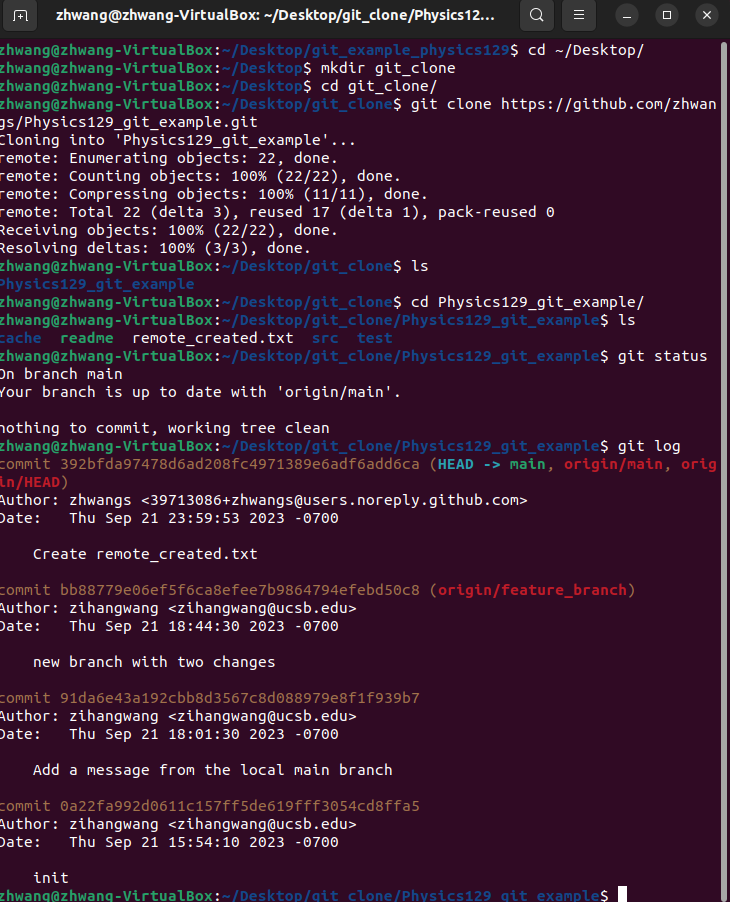 zhwang@zhwang-VirtualBox: ~/Desktop/git_clone/Physics12...
zhwang@zhwang-VirtualBox:~/Desktop/git_example_physics129$ cd ~/Desktop/
zhwang@zhwang-VirtualBox:~/Desktop$ mkdir git_clone
zhwang@zhwang-VirtualBox:~/Desktop$ cd git_clone/
zhwang@zhwang-VirtualBox:~/Desktop/git_clone$ git clone https://github.com/zhwan
gs/Physics129_git_example.git
Cloning into 'Physics129_git_example'...
remote: Enumerating objects: 22, done.
remote: Counting objects: 100% (22/22), done.
remote: Compressing objects: 100% (11/11), done.
remote: Total 22 (delta 3), reused 17 (delta 1), pack-reused 0
Receiving objects: 100% (22/22), done.
Resolving deltas: 100% (3/3), done.
zhwang@zhwang-VirtualBox:~/Desktop/git_clone$ ls
Physics129_git_example
zhwang@zhwang-VirtualBox:~/Desktop/git_clone$ cd Physics129_git_example/
zhwang@zhwang-VirtualBox:~/Desktop/git_clone/Physics129_git_example$ ls
cache  readme  remote_created.txt  src  test
zhwang@zhwang-VirtualBox:~/Desktop/git_clone/Physics129_git_example$ git status
On branch main
Your branch is up to date with 'origin/main'.
nothing to commit, working tree clean
zhwang@zhwang-VirtualBox:~/Desktop/git_clone/Physics129_git_example$ git log
commit 392bfda97478d6ad208fc4971389e6adf6add6ca (HEAD -> main, origin/main, orig
in/HEAD)
Author: zhwangs <39713086+zhwangs@users.noreply.github.com>
Date:   Thu Sep 21 23:59:53 2023 -0700
Create remote_created.txt
commit bb88779e06ef5f6ca8efee7b9864794efebd50c8 (origin/feature_branch)
Author: zihangwang <zihangwang@ucsb.edu>
Date:   Thu Sep 21 18:44:30 2023 -0700
new branch with two changes
commit 91da6e43a192cbb8d3567c8d088979e8f1f939b7
Author: zihangwang <zihangwang@ucsb.edu>
Date:   Thu Sep 21 18:01:30 2023 -0700
Add a message from the local main branch
commit 0a22fa992d0611c157ff5de619fff3054cd8ffa5
Author: zihangwang <zihangwang@ucsb.edu>
Date:   Thu Sep 21 15:54:10 2023 -0700
init
zhwang@zhwang-VirtualBox:~/Desktop/git_clone/Physics129_git_example$